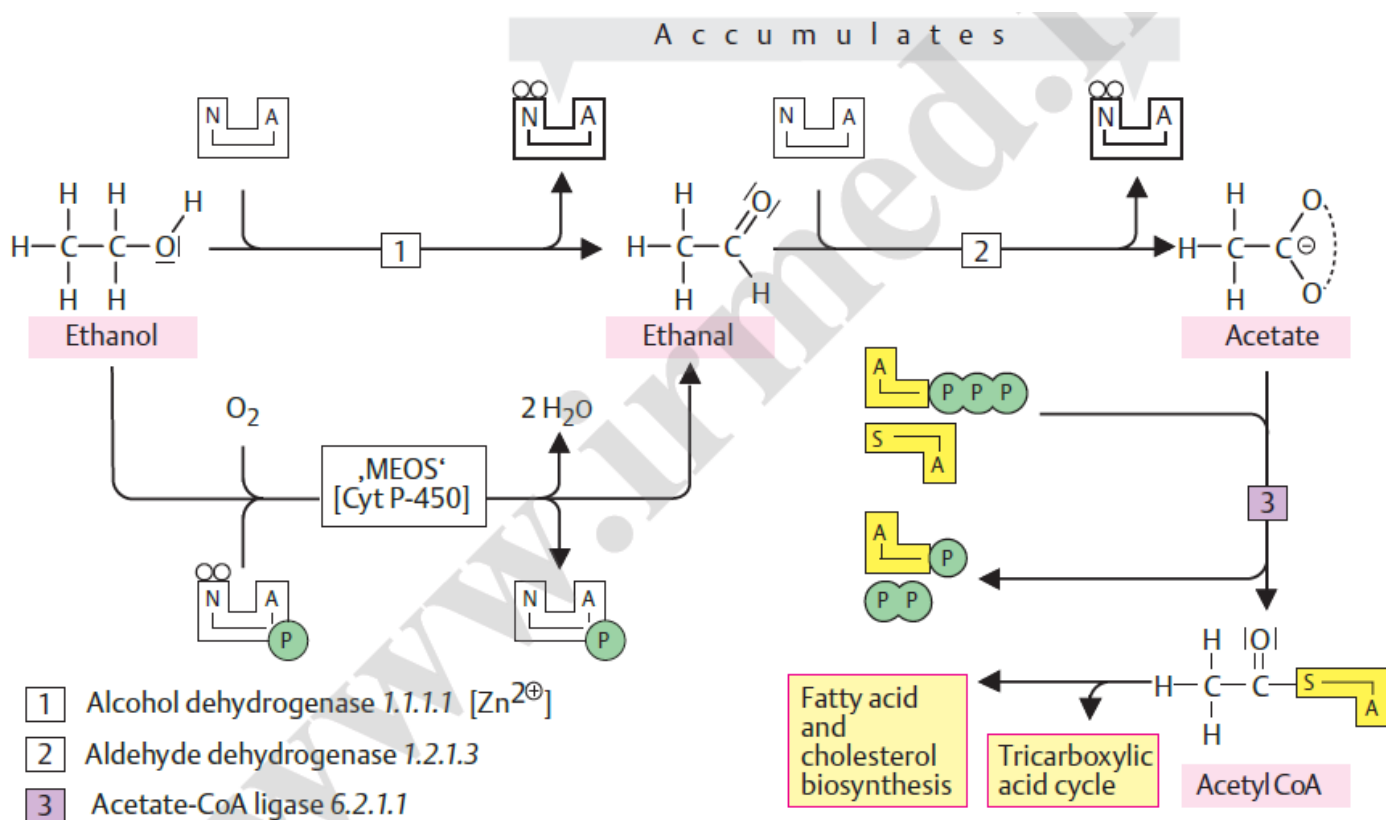 Accumulates
N A
N A
N A
N A
H H H
H C C O
H H
Ethanol
1
H O
H C C
H H
Ethanal
2
H O
H C C ⊖
H O
Acetate
O2
2 H2O
‚MEOS‘
[Cyt P-450]
N A
P
N A
P
A P P P
S A
3
A P
P P
H |O|
H C C S A
H
Acetyl CoA
Fatty acid
and
cholesterol
biosynthesis
Tricarboxylic
acid cycle
1 Alcohol dehydrogenase 1.1.1.1 [Zn2⊕]
2 Aldehyde dehydrogenase 1.2.1.3
3 Acetate-CoA ligase 6.2.1.1